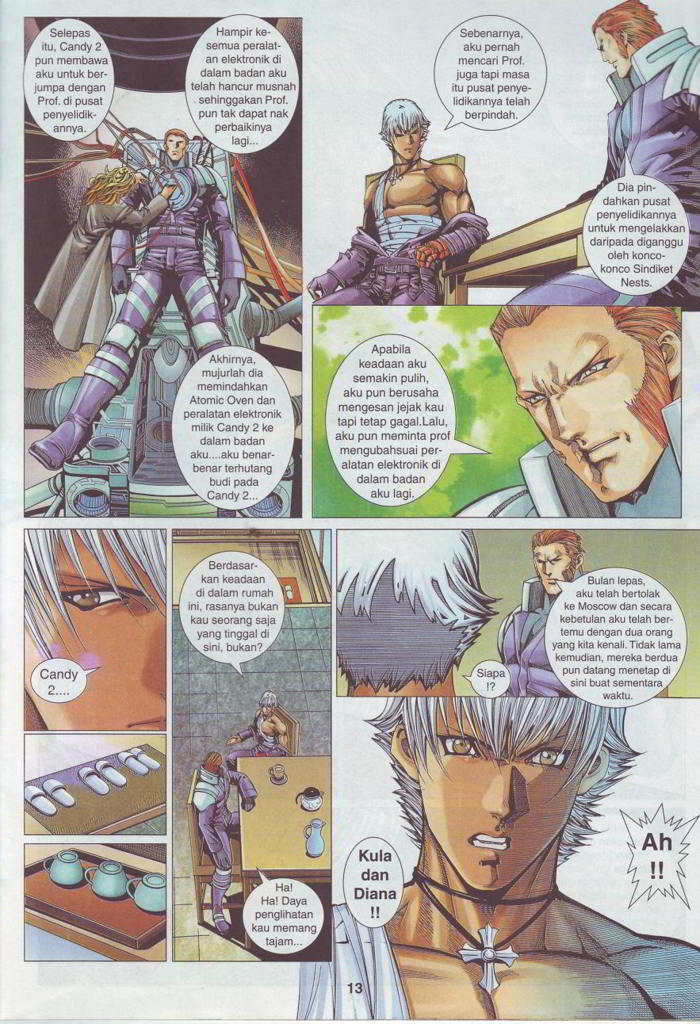 Selepas
itu, Candy 2
pun membawa
aku untuk ber-
jumpa dengan
Prof. di pusat
penyelidik-
annya.
Hampir ke-
semua peralat-
an elektronik di
dalam badan aku
telah hancur musnah
sehinggakan Prof.
pun tak dapat nak
perbaikinya
lagi...
Akhirnya,
mujurlah dia
memindahkan
Atomic Oven dan
peralatan elektronik
milik Candy 2 ke
dalam badan
aku....aku benar-
benar terhutang
budi pada
Candy 2...
Sebenarnya,
aku pernah
mencari Prof.
juga tapi masa
itu pusat penye-
lidikannya telah
berpindah.
Dia pin-
dahkan pusat
penyelidikannya
untuk mengelakkan
daripada diganggu
oleh konco-
konco Sindiket
Nests.
Apabila
keadaan aku
semakin pulih,
aku pun berusaha
mengesan jejak kau
tapi tetap gagal.Lalu,
aku pun meminta prof
mengubahsuai per-
alatan elektronik di
dalam badan
aku lagi.
Candy
2....
Berdasar-
kan keadaan
di dalam rumah
ini, rasanya bukan
kau seorang saja
yang tinggal di
sini, bukan?
Ha!
Ha! Daya
penglihatan
kau memang
tajam...
Bulan lepas,
aku telah bertolak
ke Moscow dan secara
kebetulan aku telah ber-
temu dengan dua orang
yang kita kenali. Tidak lama
kemudian, mereka berdua
pun datang menetap di
sini buat sementara
waktu.
Siapa
!?
Kula
dan
Diana
!!
Ah
!!
13